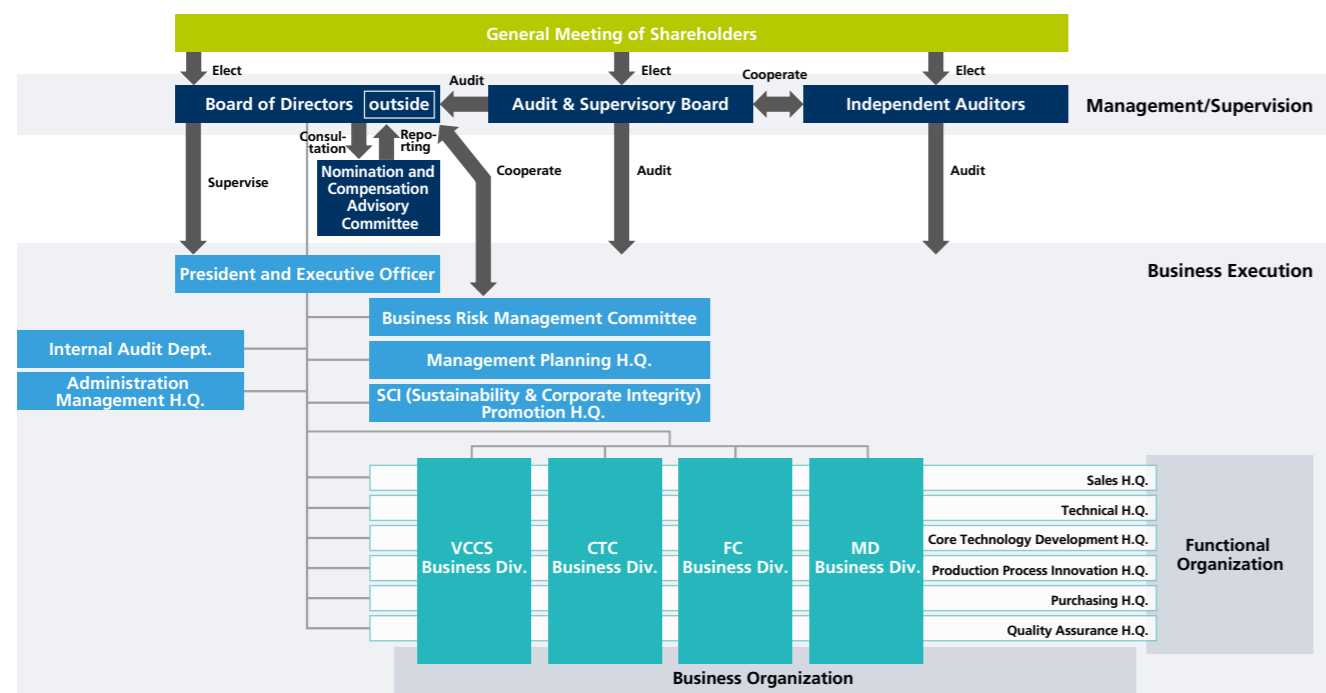 General Meeting of Shareholders
Elect
Elect
Elect
Audit
Cooperate
Board of Directors outside
Audit & Supervisory Board
Independent Auditors
Management/Supervision
Consul-
tation
Repo-
rting
Supervise
Nomination and
Compensation
Advisory
Committee
Cooperate
Audit
Audit
President and Executive Officer
Business Execution
Business Risk Management Committee
Internal Audit Dept.
Management Planning H.Q.
Administration
Management H.Q.
SCI (Sustainability & Corporate Integrity)
Promotion H.Q.
VCCS
Business Div.
CTC
Business Div.
FC
Business Div.
MD
Business Div.
Sales H.Q.
Technical H.Q.
Core Technology Development H.Q.
Production Process Innovation H.Q.
Purchasing H.Q.
Quality Assurance H.Q.
Functional
Organization
Business Organization